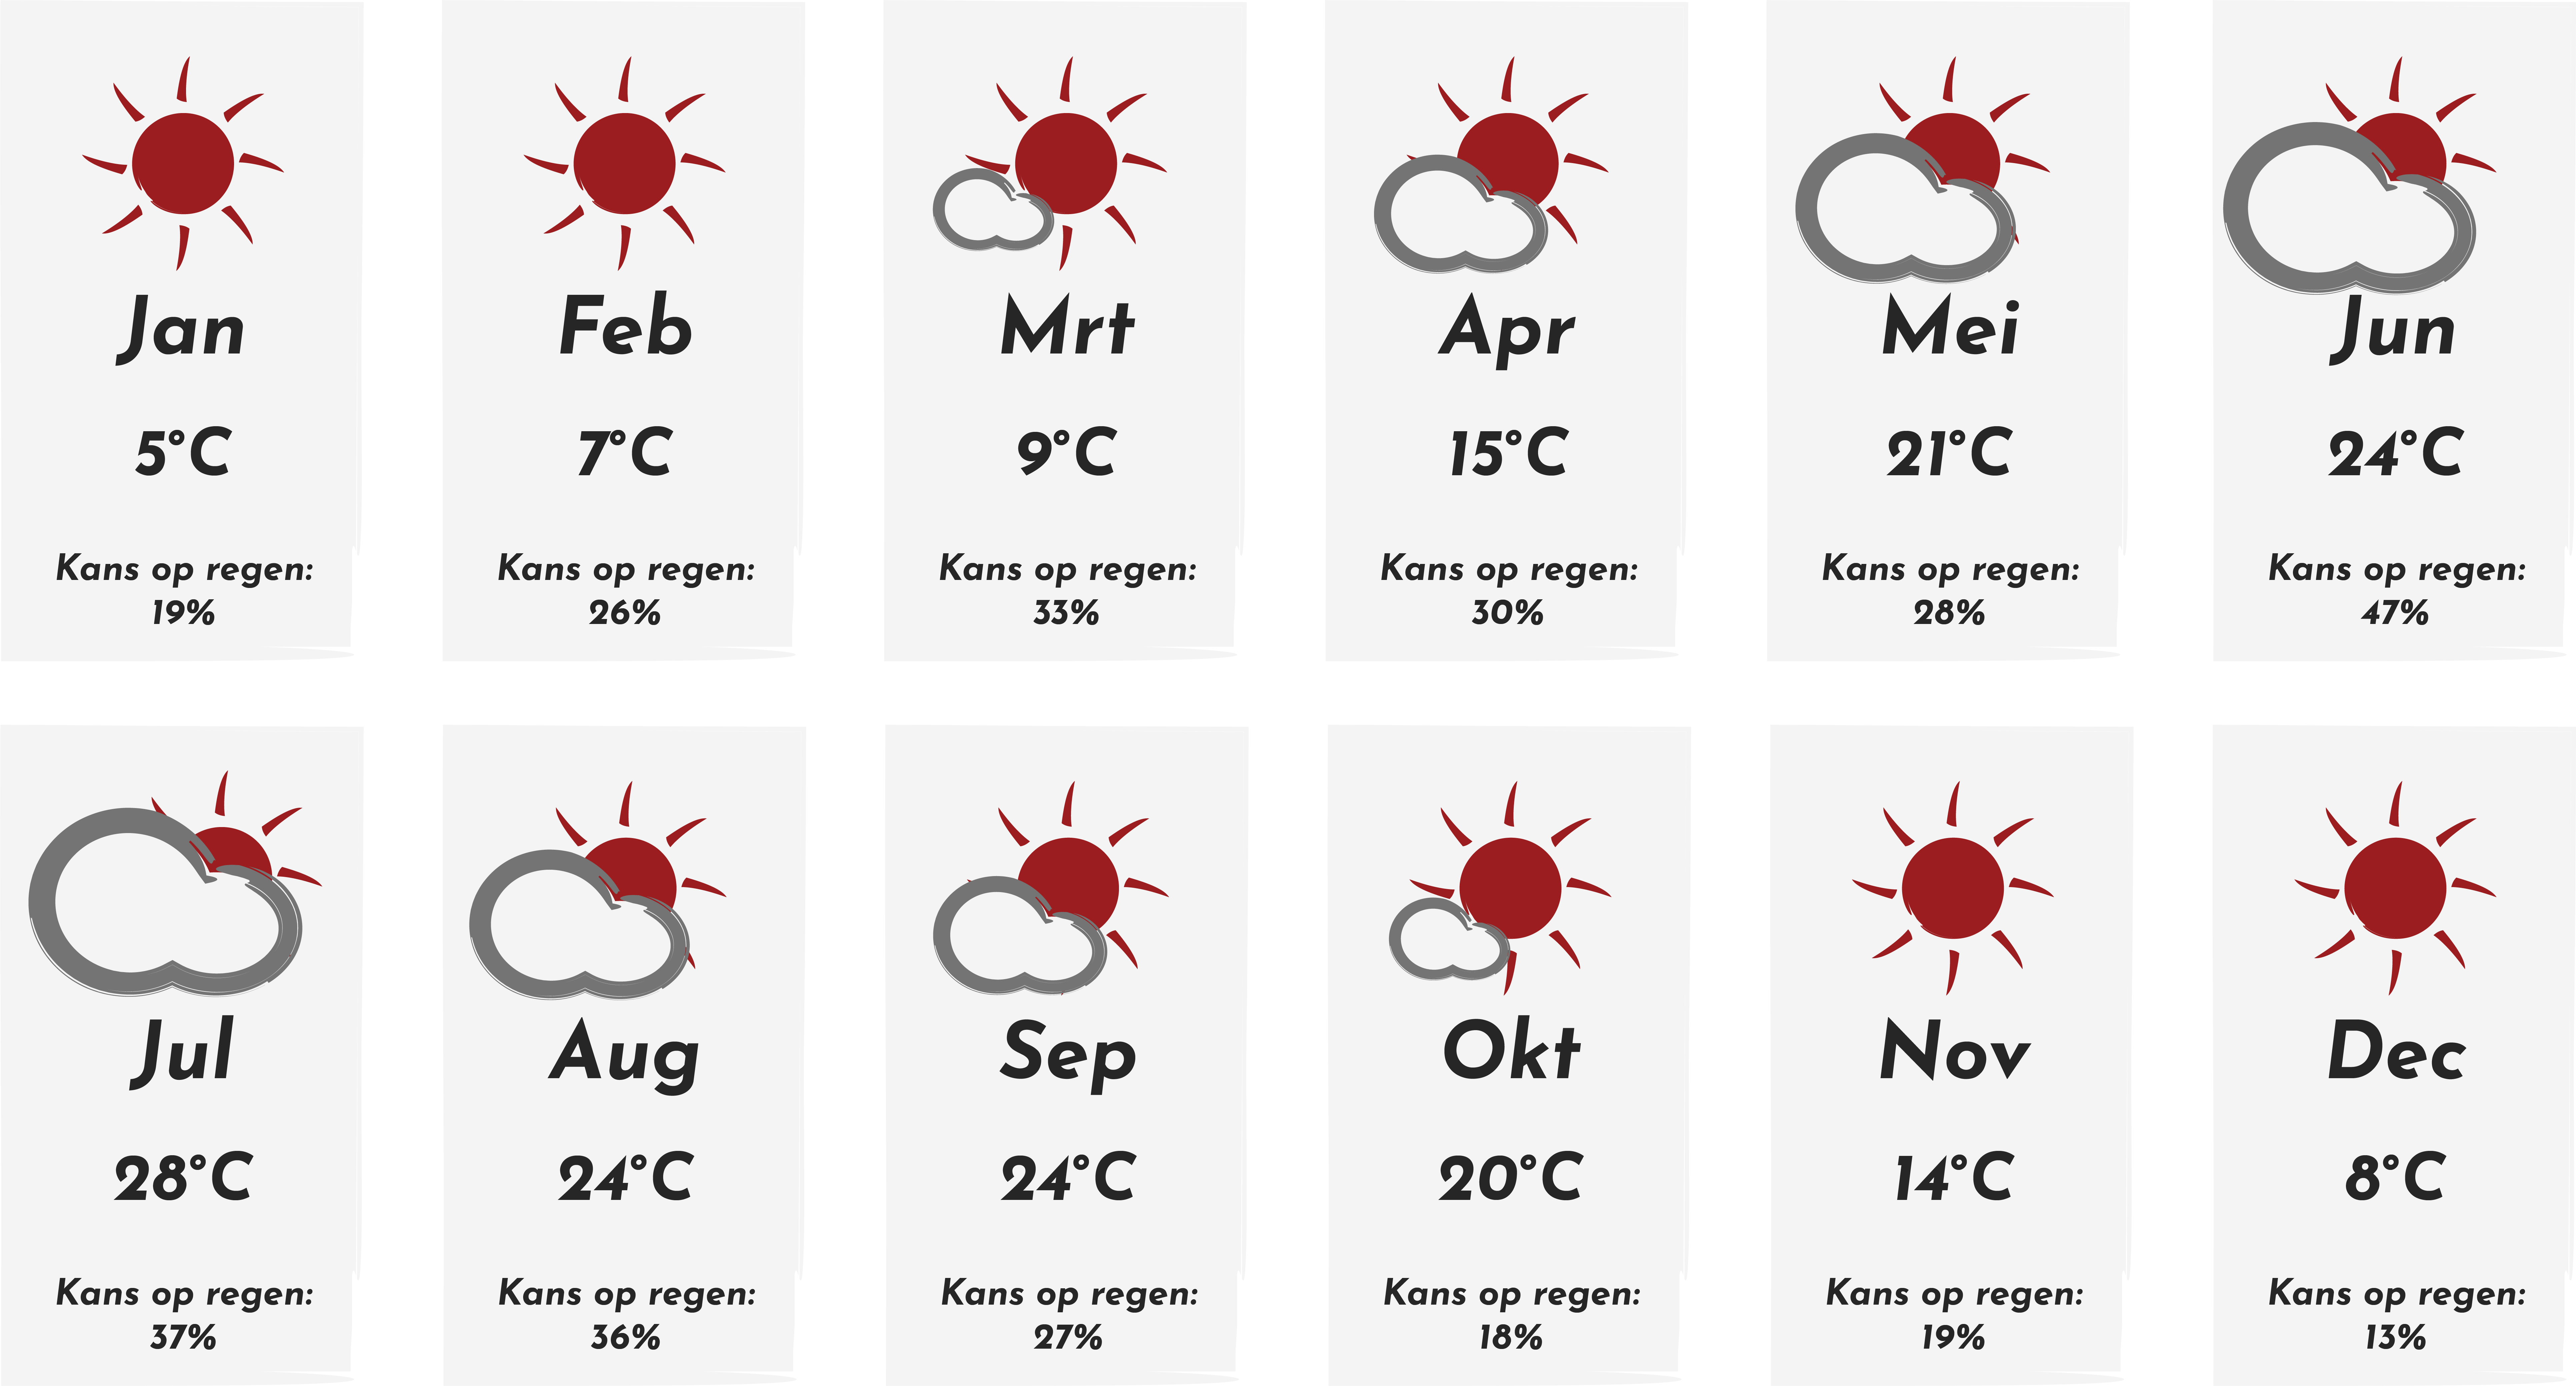 Jan
5°C
Kans op regen:
19%
Feb
7°C
Kans op regen:
26%
Mrt
9°C
Kans op regen:
33%
Apr
15°C
Kans op regen:
30%
Mei
21°C
Kans op regen:
28%
Jun
24°C
Kans op regen:
47%
Jul
28°C
Kans op regen:
37%
Aug
24°C
Kans op regen:
36%
Sep
24°C
Kans op regen:
27%
Okt
20°C
Kans op regen:
18%
Nov
14°C
Kans op regen:
19%
Dec
8°C
Kans op regen:
13%